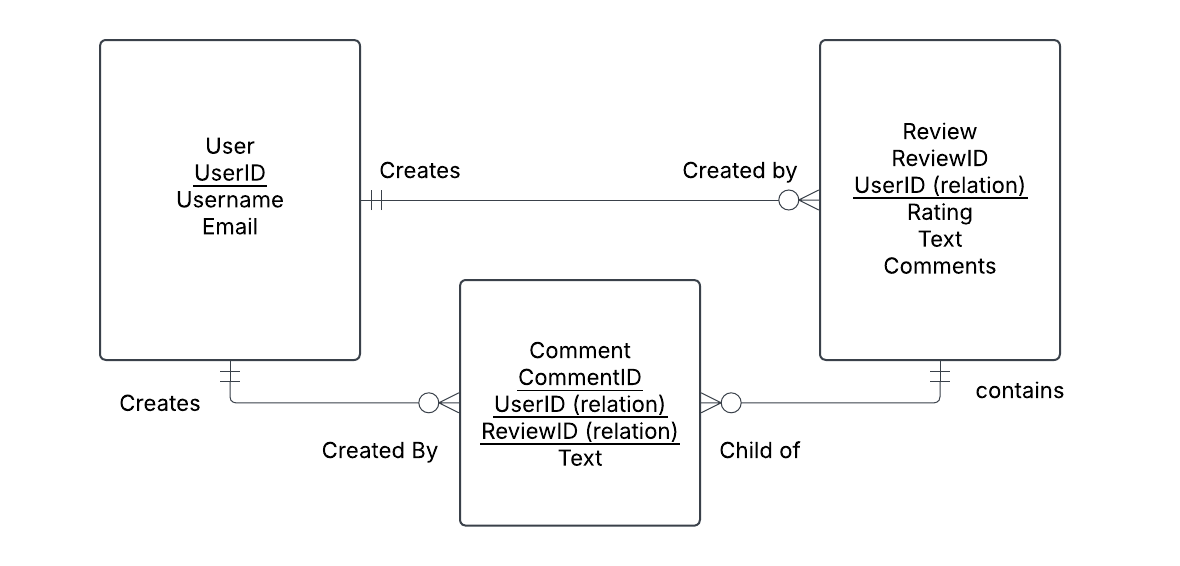 User
UserID
Username
Email
Creates
Created by
Review
ReviewID
UserID (relation)
Rating
Text
Comments
Creates
Created By
Comment
CommentID
UserID (relation)
ReviewID (relation)
Text
Child of
contains